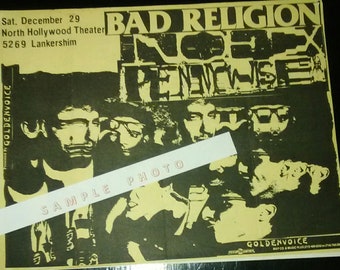 Sat. December 29
North Hollywood Theater
5269 Lankershim
BAD RELIGION
NOFX
PENNYWISE
GOLDENVOICE
SAMPLE PHOTO
GOLDENVOICE